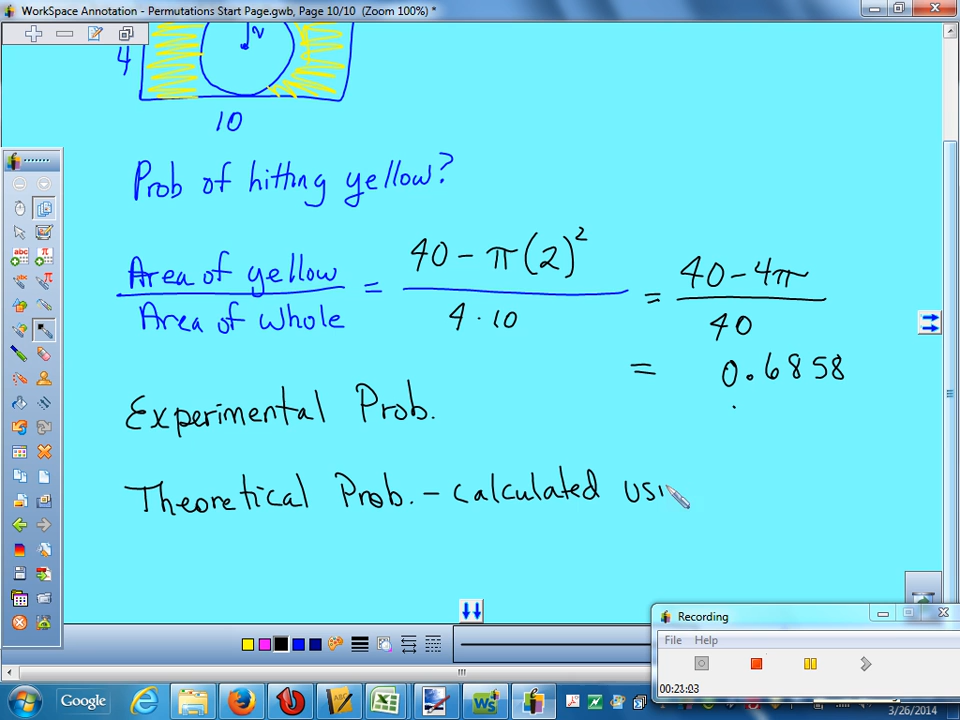 WorkSpace Annotation - Permutations Start Page.gwb, Page 10/10 (Zoom 100%) *
2
4
10
Prob of hitting yellow?
Area of yellow / Area of whole = 40 - π(2)² / 4 · 10 = 40 - 4π / 40
= 0.6858
Experimental Prob.
Theoretical Prob. - calculated usi
Recording
File Help
00:21:03
Google
3/26/2014